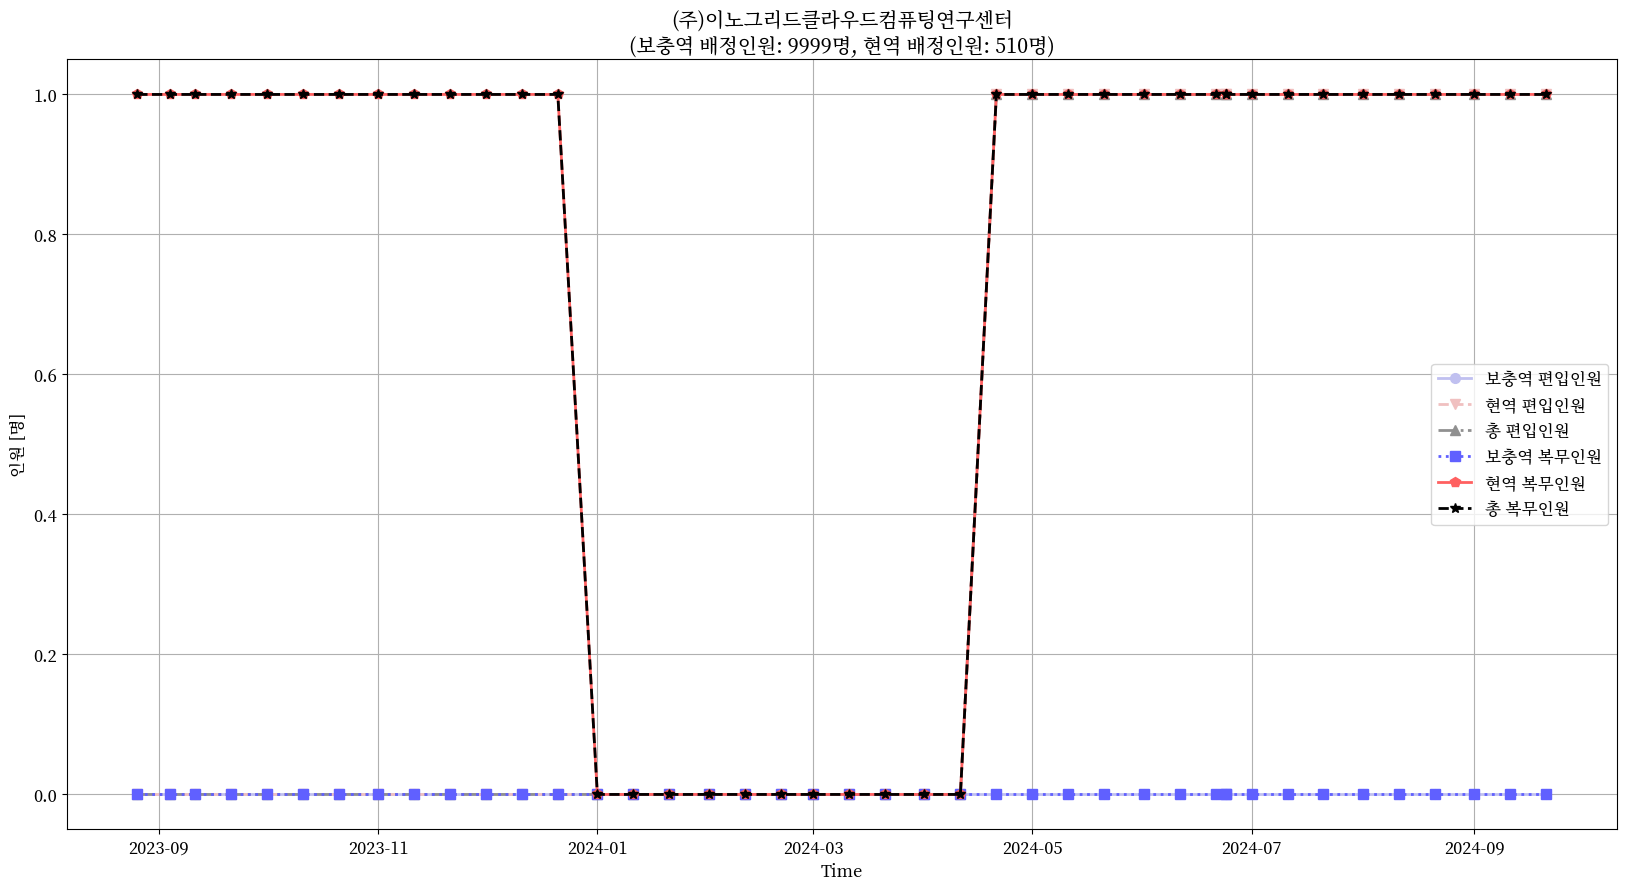 (주)이노그리드클라우드컴퓨팅연구센터
(보충역 배정인원: 9999명, 현역 배정인원: 510명)
1.0
0.8
0.6
0.4
0.2
0.0
인원 [명]
보충역 편입인원
현역 편입인원
총 편입인원
보충역 복무인원
현역 복무인원
총 복무인원
2023-09
2023-11
2024-01
2024-03
2024-05
2024-07
2024-09
Time